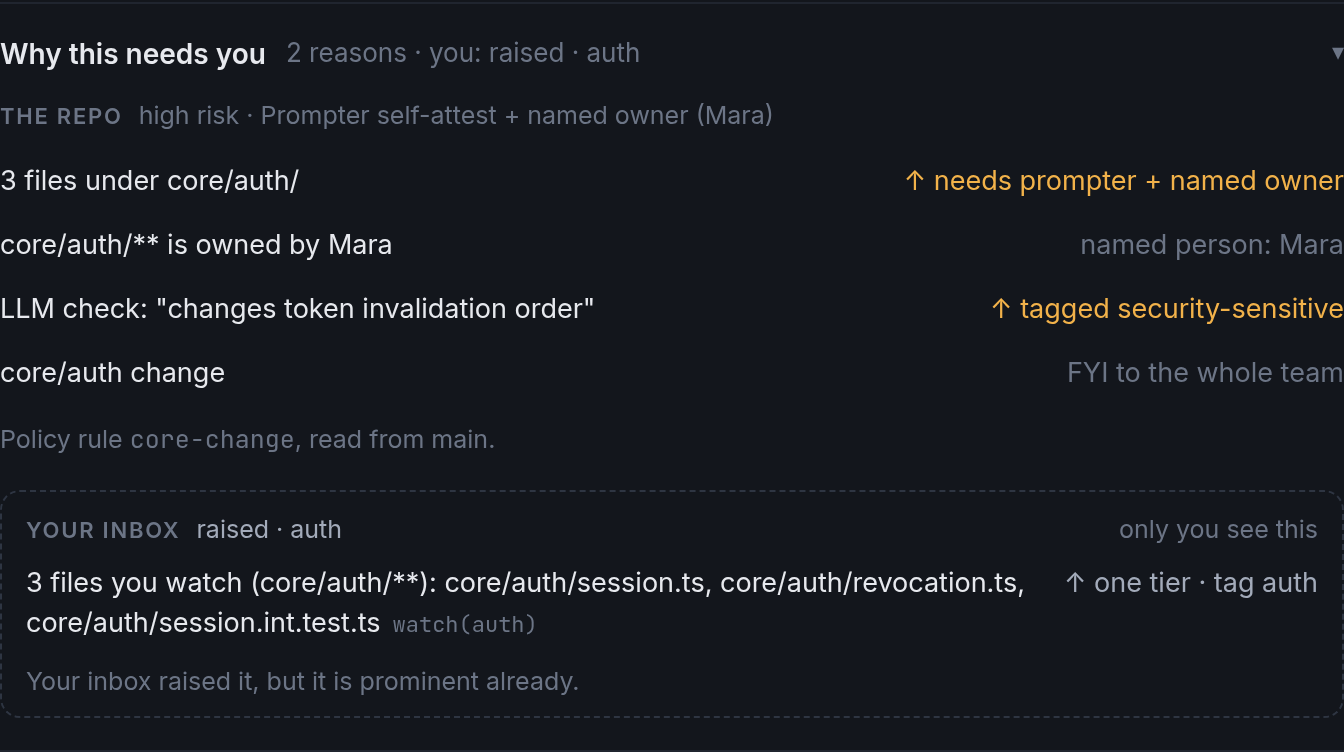 Why this needs you 2 reasons · you: raised · auth ▼
THE REPO high risk · Prompter self-attest + named owner (Mara)
3 files under core/auth/ ↑ needs prompter + named owner
core/auth/** is owned by Mara named person: Mara
LLM check: "changes token invalidation order" ↑ tagged security-sensitive
core/auth change FYI to the whole team
Policy rule core-change, read from main.
YOUR INBOX raised · auth only you see this
3 files you watch (core/auth/**): core/auth/session.ts, core/auth/revocation.ts, ↑ one tier · tag auth
core/auth/session.int.test.ts watch(auth)
Your inbox raised it, but it is prominent already.